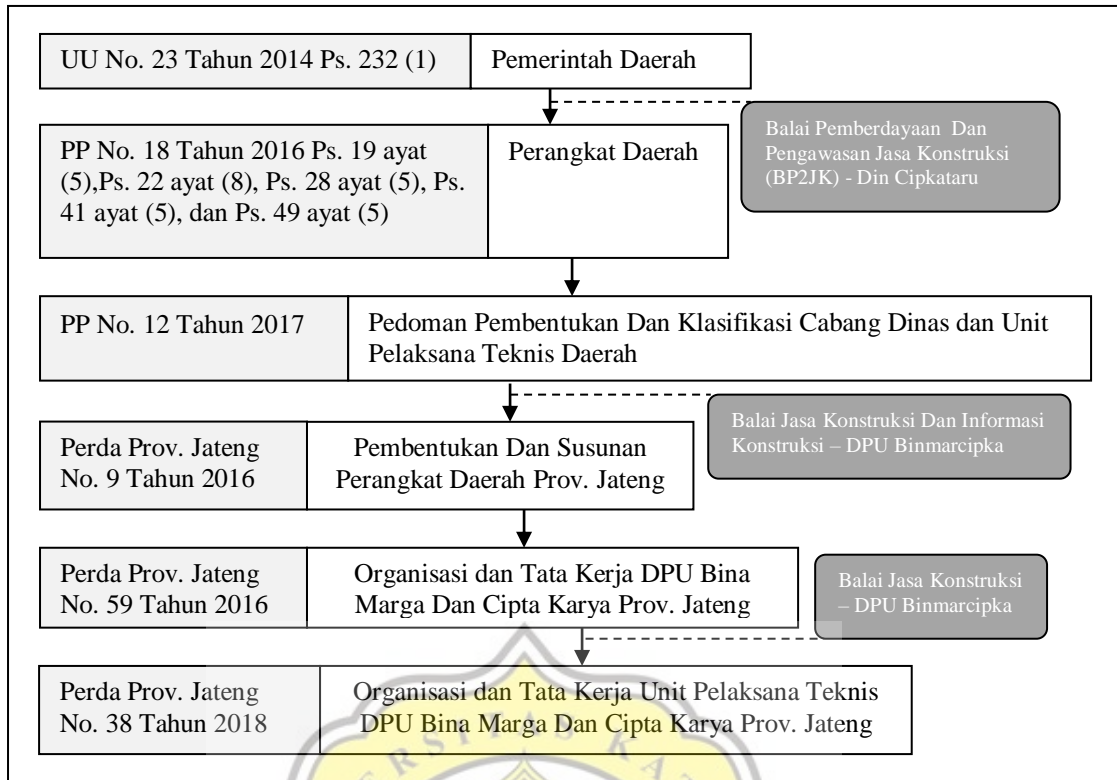 UU No. 23 Tahun 2014 Ps. 232 (1)
Pemerintah Daerah
Balai Pemberdayaan Dan
Pengawasan Jasa Konstruksi
(BP2JK) - Din Cipkataru
PP No. 18 Tahun 2016 Ps. 19 ayat
(5),Ps. 22 ayat (8), Ps. 28 ayat (5), Ps.
41 ayat (5), dan Ps. 49 ayat (5)
Perangkat Daerah
PP No. 12 Tahun 2017
Pedoman Pembentukan Dan Klasifikasi Cabang Dinas dan Unit
Pelaksana Teknis Daerah
Balai Jasa Konstruksi Dan Informasi
Konstruksi – DPU Binmarcipka
Perda Prov. Jateng
No. 9 Tahun 2016
Pembentukan Dan Susunan
Perangkat Daerah Prov. Jateng
Perda Prov. Jateng
No. 59 Tahun 2016
Organisasi dan Tata Kerja DPU Bina
Marga Dan Cipta Karya Prov. Jateng
Balai Jasa Konstruksi
– DPU Binmarcipka
Perda Prov. Jateng
No. 38 Tahun 2018
Organisasi dan Tata Kerja Unit Pelaksana Teknis
DPU Bina Marga Dan Cipta Karya Prov. Jateng